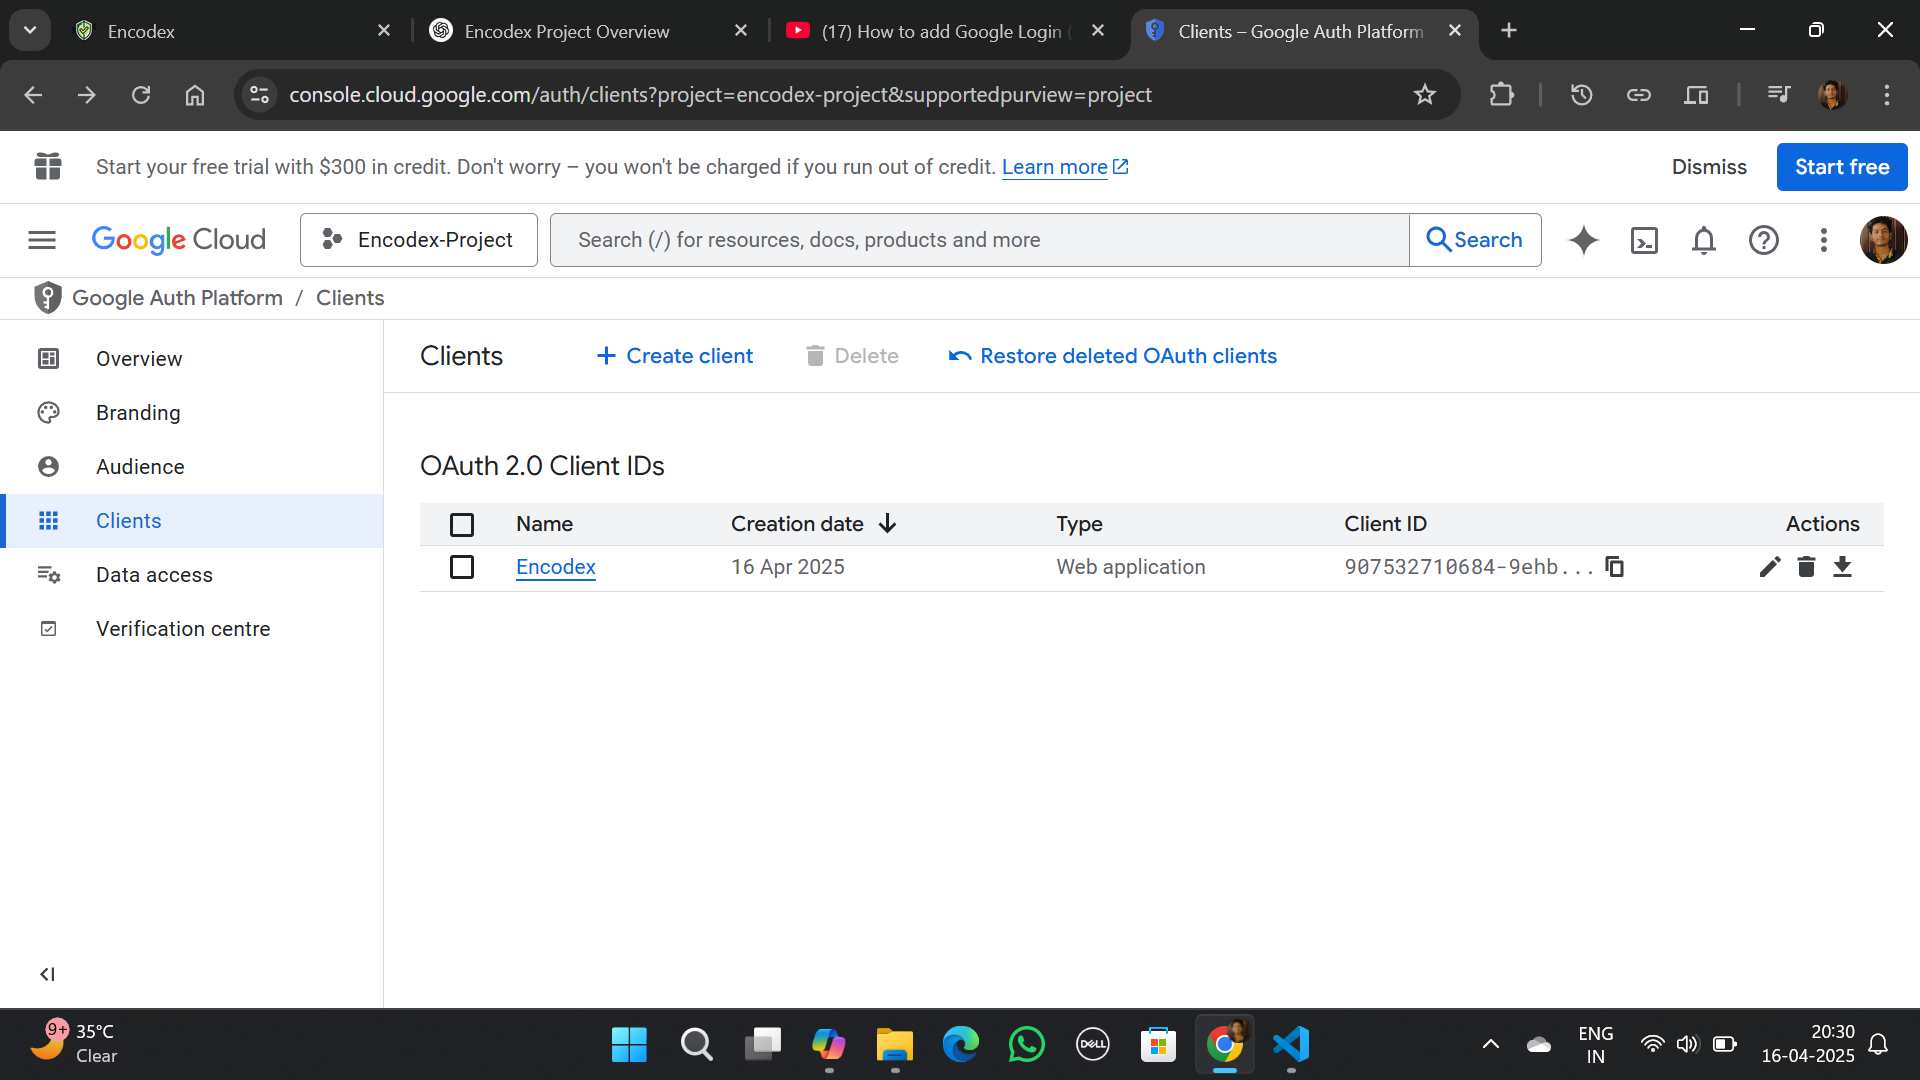 Encodex
Encodex Project Overview
(17) How to add Google Login (
Clients – Google Auth Platform
console.cloud.google.com/auth/clients?project=encodex-project&supportedpurview=project
Start your free trial with $300 in credit. Don't worry – you won't be charged if you run out of credit. Learn more
Dismiss
Start free
Google Cloud
Encodex-Project
Search (/) for resources, docs, products and more
Search
Google Auth Platform / Clients
Overview
Branding
Audience
Clients
Data access
Verification centre
Clients
Create client
Delete
Restore deleted OAuth clients
OAuth 2.0 Client IDs
Name Creation date Type Client ID Actions
Encodex 16 Apr 2025 Web application 907532710684-9ehb...
9+
35°C
Clear
DELL
ENG
IN
20:30
16-04-2025